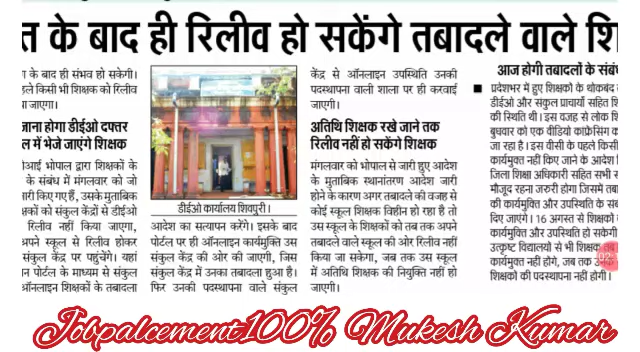 त के बाद ही रिलीव हो सकेंगे तबादले वाले शि
के बाद ही संभव हो सकेगी।
किसी भी शिक्षक को रिलीव
जाएगा।
जाना होगा डीईओ दफ्तर
में भेजे जाएंगे शिक्षक
भोपाल द्वारा शिक्षकों के
के संबंध में मंगलवार को जो
किए गए हैं, उसके मुताबिक
को संकुल केंद्रों से डीईओ
रिलीव नहीं किया जाएगा,
अपने स्कूल से रिलीव होकर
संकुल केंद्र पर पहुंचेंगे। यहां
न पोर्टल के माध्यम से संकुल
ऑनलाइन शिक्षकों के तबादला
डीईओ कार्यालय शिवपुरी।
आदेश का सत्यापन करेंगे। इसके बाद
पोर्टल पर ही ऑनलाइन कार्यमुक्ति उस
संकुल केंद्र की ओर की जाएगी, जिस
संकुल केंद्र में उनका तबादला हुआ है।
फिर उनकी पदस्थापना वाले संकुल
केंद्र से ऑनलाइन उपस्थिति उनकी
पदस्थापना वाली शाला पर ही करवाई
जाएगी।
अतिथि शिक्षक रखे जाने तक
रिलीव नहीं हो सकेंगे शिक्षक
मंगलवार को भोपाल से जारी हुए आदेश
के मुताबिक स्थानांतरण आदेश जारी
होने के कारण अगर तबादले की वजह से
कोई स्कूल शिक्षक विहीन हो रहा है तो
उस स्कूल के शिक्षकों को तब तक अपने
तबादले वाले स्कूल की ओर रिलीव नहीं
किया जा सकेगा, जब तक उस स्कूल
में अतिथि शिक्षक की नियुक्ति नहीं हो
जाएगी।
आज होगी तबादलों के संबं
प्रदेशभर में हुए शिक्षकों के थोकबंद
डीईओ और संकुल प्राचार्यों सहित शि
की स्थिति थी। इस वजह से लोक शि
बुधवार को एक वीडियो कांफ्रेंसिंग क
जा रहा है। इस वीसी के पहले किसी
कार्यमुक्त नहीं किए जाने के आदेश
जिला शिक्षा अधिकारी सहित सभी
मौजूद रहना जरूरी होगा जिसमें तबा
की कार्यमुक्त और उपस्थिति के संबं
दिए जाएंगे। 16 अगस्त से शिक्षकों
कार्यमुक्ति और उपस्थिति हो सकेगी
उत्कृष्ट विद्यालयों से भी शिक्षक तब
कार्यमुक्त नहीं होंगे, जब तक उनके
शिक्षकों की पदस्थापना नहीं होगी।
Jobpalcement100% Mukesh Kumar